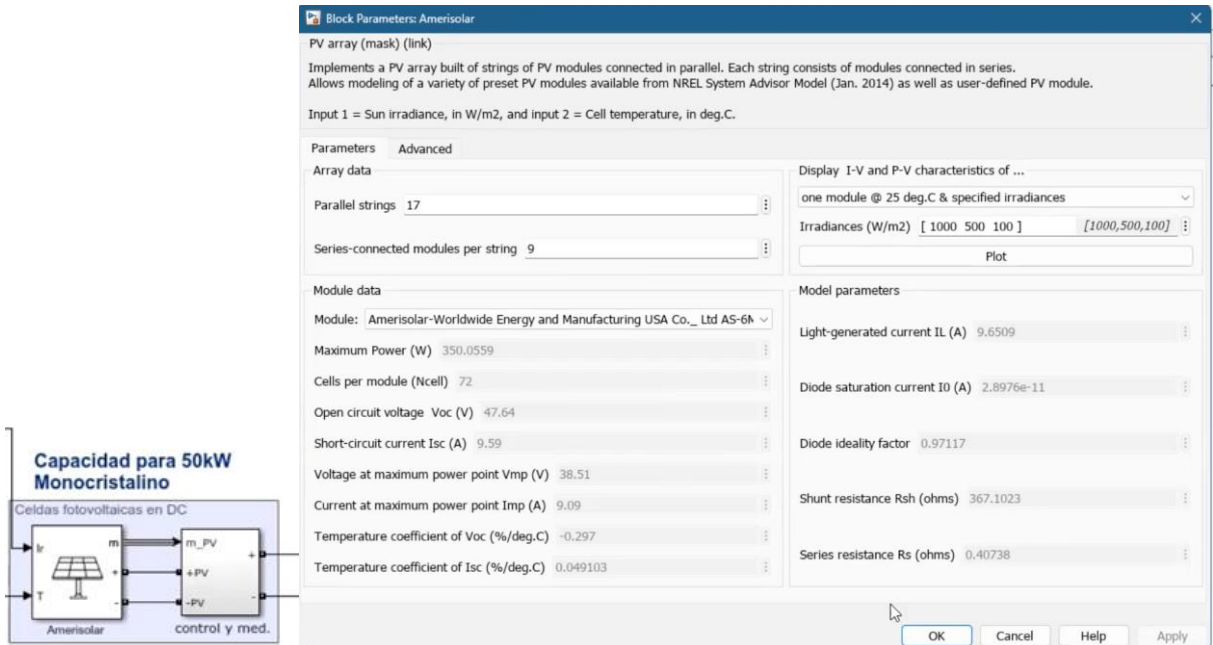 Block Parameters: Amerisolar
PV array (mask) (link)
Implements a PV array built of strings of PV modules connected in parallel. Each string consists of modules connected in series.
Allows modeling of a variety of preset PV modules available from NREL System Advisor Model (Jan. 2014) as well as user-defined PV module.
Input 1 = Sun irradiance, in W/m2, and input 2 = Cell temperature, in deg.C.
Parameters Advanced
Array data
Parallel strings 17
Series-connected modules per string 9
Display I-V and P-V characteristics of ...
one module @ 25 deg.C & specified irradiances
Irradiances (W/m2) [ 1000 500 100 ] [1000,500,100]
Plot
Module data
Module: Amerisolar-Worldwide Energy and Manufacturing USA Co._ Ltd AS-6M
Maximum Power (W) 350.0559
Cells per module (Ncell) 72
Open circuit voltage Voc (V) 47.64
Short-circuit current Isc (A) 9.59
Voltage at maximum power point Vmp (V) 38.51
Current at maximum power point Imp (A) 9.09
Temperature coefficient of Voc (%/deg.C) -0.297
Temperature coefficient of Isc (%/deg.C) 0.049103
Model parameters
Light-generated current IL (A) 9.6509
Diode saturation current I0 (A) 2.8976e-11
Diode ideality factor 0.97117
Shunt resistance Rsh (ohms) 367.1023
Series resistance Rs (ohms) 0.40738
OK Cancel Help Apply
Capacidad para 50kW
Monocristalino
Celdas fotovoltaicas en DC
Ir m m_PV +
+ +PV
T - -PV -
Amerisolar control y med.